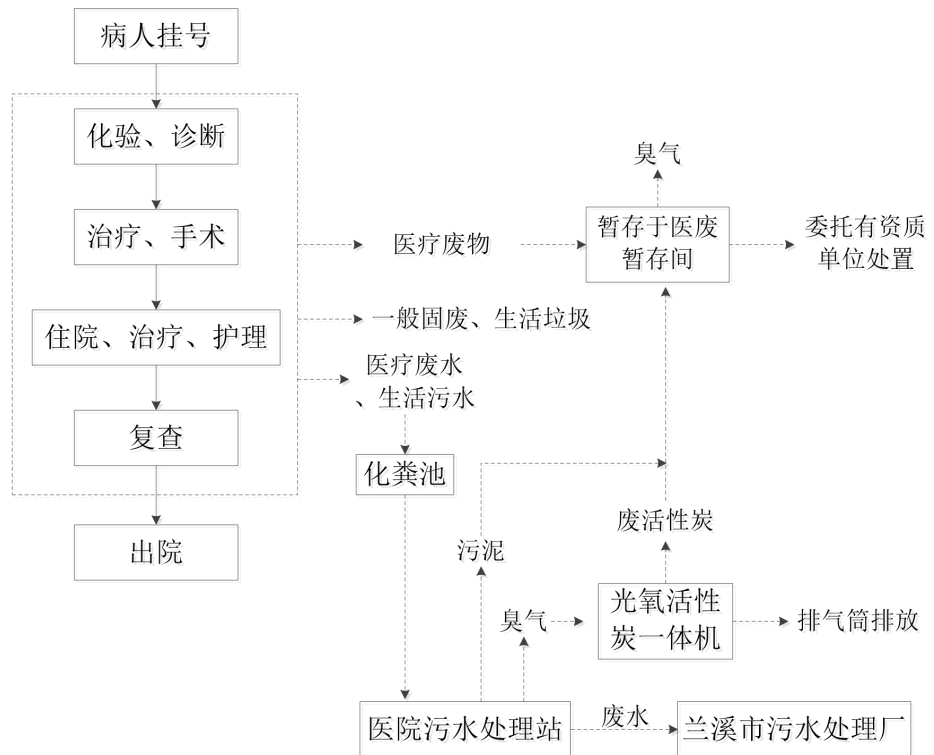 病人挂号
化验、诊断
治疗、手术
住院、治疗、护理
复查
出院
臭气
医疗废物
暂存于医废
暂存间
委托有资质
单位处置
一般固废、生活垃圾
医疗废水
、生活污水
化粪池
污泥
废活性炭
臭气
光氧活性
炭一体机
排气筒排放
医院污水处理站
废水
兰溪市污水处理厂